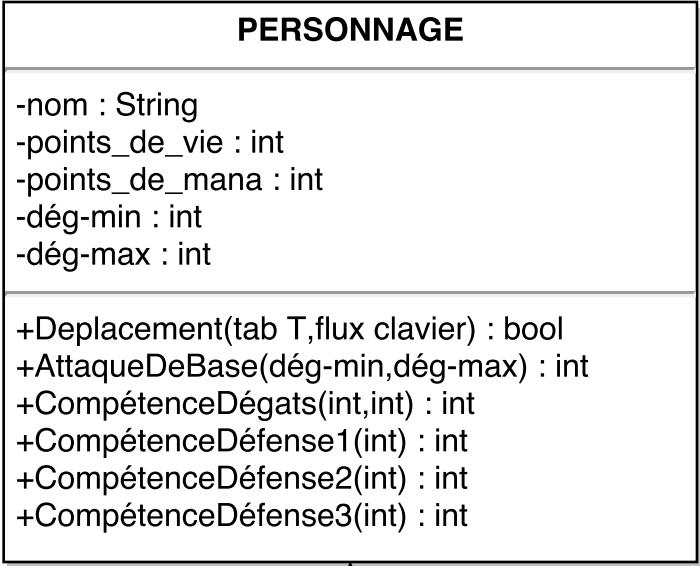 PERSONNAGE
-nom : String
-points_de_vie : int
-points_de_mana : int
-dég-min : int
-dég-max : int
+Deplacement(tab T,flux clavier) : bool
+AttaqueDeBase(dég-min,dég-max) : int
+CompétenceDégats(int,int) : int
+CompétenceDéfense1(int) : int
+CompétenceDéfense2(int) : int
+CompétenceDéfense3(int) : int